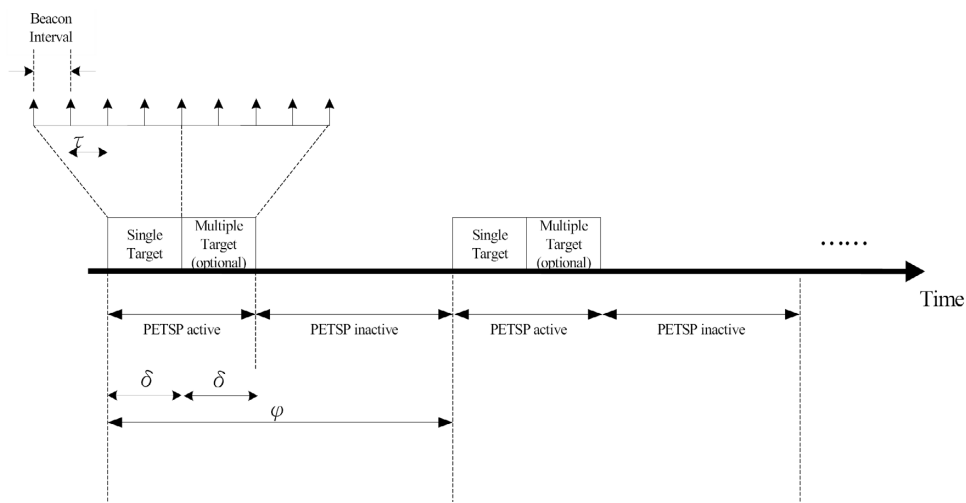 Beacon
Interval
τ
Single
Target
Multiple
Target
(optional)
Single
Target
Multiple
Target
(optional)
……
Time
PETSP active
PETSP inactive
PETSP active
PETSP inactive
δ
δ
φ